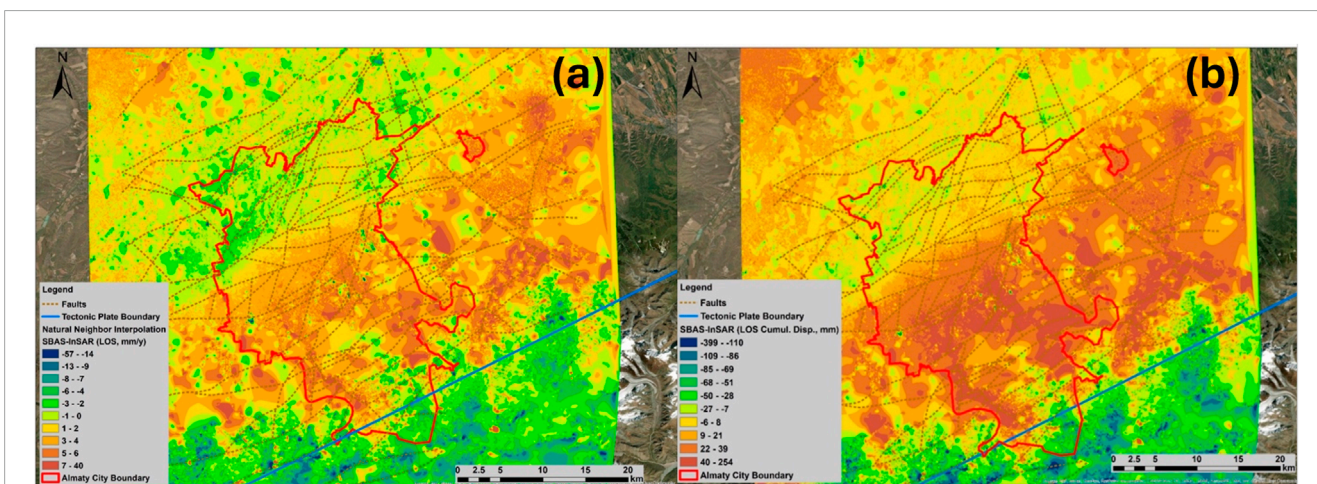 (a)
N
Legend
Faults
Tectonic Plate Boundary
Natural Neighbor Interpolation
SBAS-InSAR (LOS, mm/y)
-57 - -14
-13 - -9
-8 - -7
-6 - -4
-3 - -2
-1 - 0
1 - 2
3 - 4
5 - 6
7 - 40
Almaty City Boundary
0 2.5 5 10 15 20
km
(b)
N
Legend
Faults
Tectonic Plate Boundary
SBAS-InSAR (LOS Cumul. Disp., mm)
-399 - -110
-109 - -86
-85 - -69
-68 - -51
-50 - -28
-27 - -7
-6 - 8
9 - 21
22 - 39
40 - 254
Almaty City Boundary
0 2.5 5 10 15 20
km